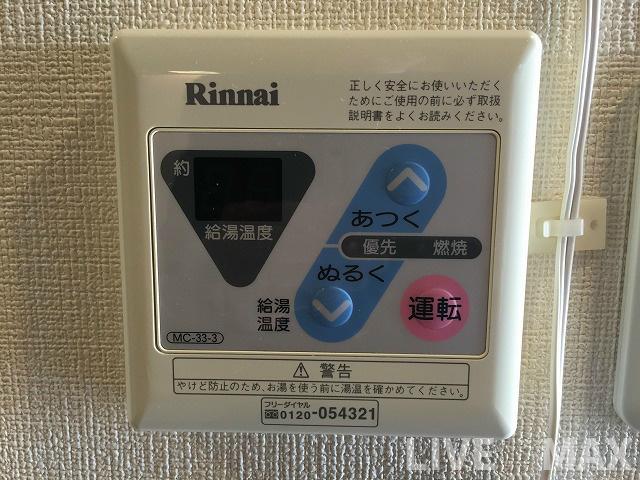 Rinnai
正しく安全にお使いいただく
ためにご使用の前に必ず取扱
説明書をよくお読みください。
約
給湯温度
あつく
優先 燃焼
ぬるく
給湯
温度
運転
MC-33-3
⚠ 警告
やけど防止のため、お湯を使う前に湯温を確かめてください。
フリーダイヤル
0120-054321
LIVE MAX